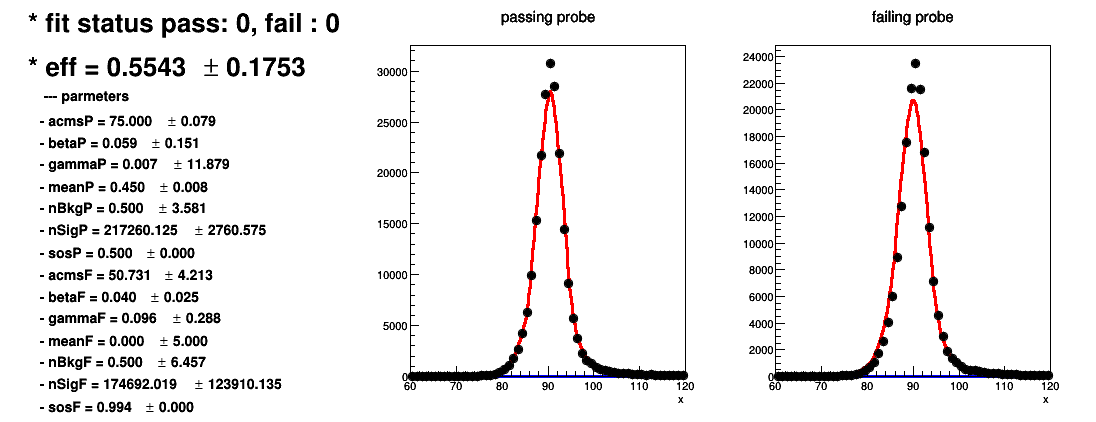 * fit status pass: 0, fail : 0
* eff = 0.5543 ± 0.1753
--- parmeters
- acmsP = 75.000 ± 0.079
- betaP = 0.059 ± 0.151
- gammaP = 0.007 ± 11.879
- meanP = 0.450 ± 0.008
- nBkgP = 0.500 ± 3.581
- nSigP = 217260.125 ± 2760.575
- sosP = 0.500 ± 0.000
- acmsF = 50.731 ± 4.213
- betaF = 0.040 ± 0.025
- gammaF = 0.096 ± 0.288
- meanF = 0.000 ± 5.000
- nBkgF = 0.500 ± 6.457
- nSigF = 174692.019 ± 123910.135
- sosF = 0.994 ± 0.000
passing probe
30000
25000
20000
15000
10000
5000
0
60 70 80 90 100 110 120
x
failing probe
24000
22000
20000
18000
16000
14000
12000
10000
8000
6000
4000
2000
0
60 70 80 90 100 110 120
x